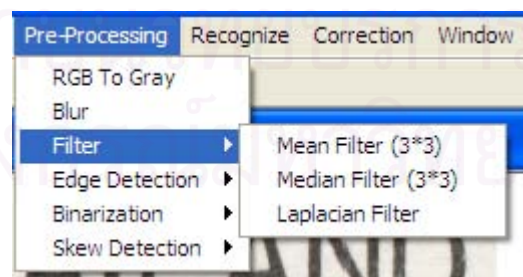 Pre-Processing Recognize Correction Window
RGB To Gray
Blur
Filter
Mean Filter (3*3)
Edge Detection
Median Filter (3*3)
Binarization
Laplacian Filter
Skew Detection